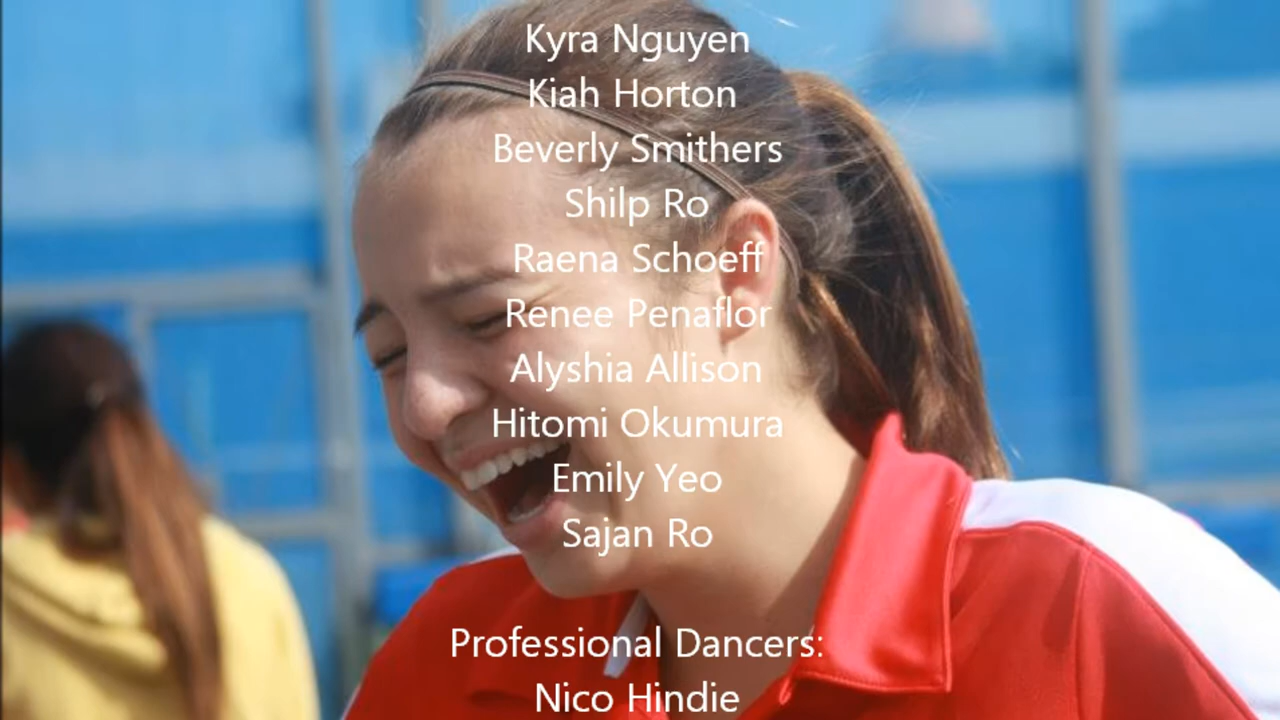 Kyra Nguyen
Kiah Horton
Beverly Smithers
Shilp Ro
Raena Schoeff
Renee Penaflor
Alyshia Allison
Hitomi Okumura
Emily Yeo
Sajan Ro
Professional Dancers:
Nico Hindie